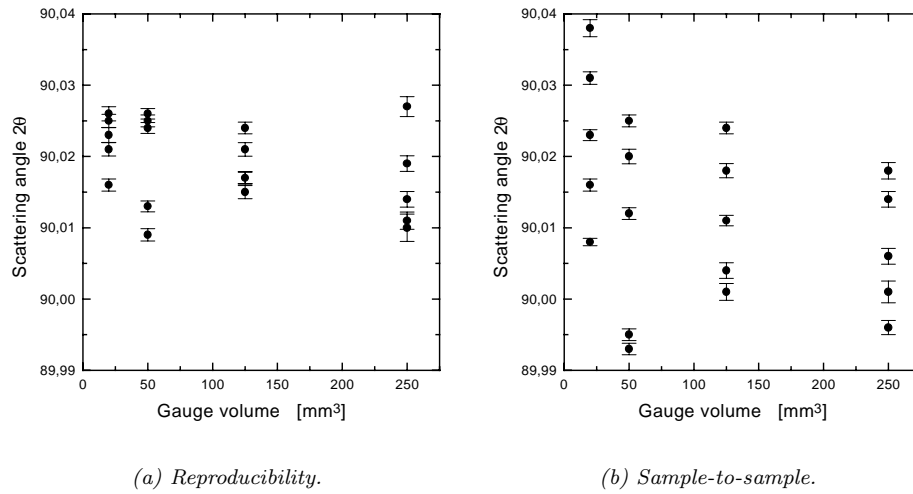 90,04
90,03
90,02
90,01
90,00
89,99
Scattering angle 2θ
0 50 100 150 200 250
Gauge volume [mm³]
(a) Reproducibility.
90,04
90,03
90,02
90,01
90,00
89,99
Scattering angle 2θ
0 50 100 150 200 250
Gauge volume [mm³]
(b) Sample-to-sample.